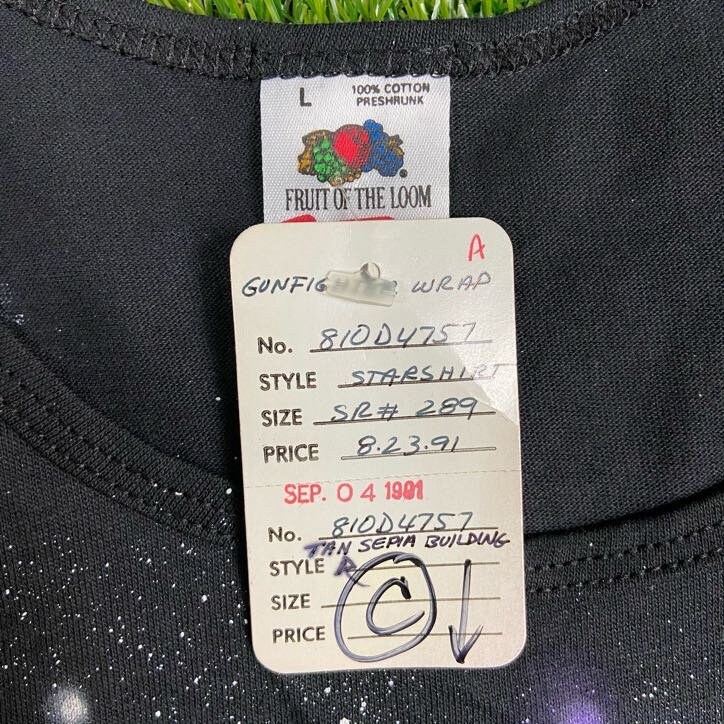 L
100% COTTON
PRESHRUNK
FRUIT OF THE LOOM
A
GUNFIGHTER WRAP
No. 810D4757
STYLE STARSHIRT
SIZE SR# 289
PRICE 8.23.91
SEP. 04 1991
No. 810D4757
TAN SEPIA BUILDING
STYLE
SIZE C
PRICE